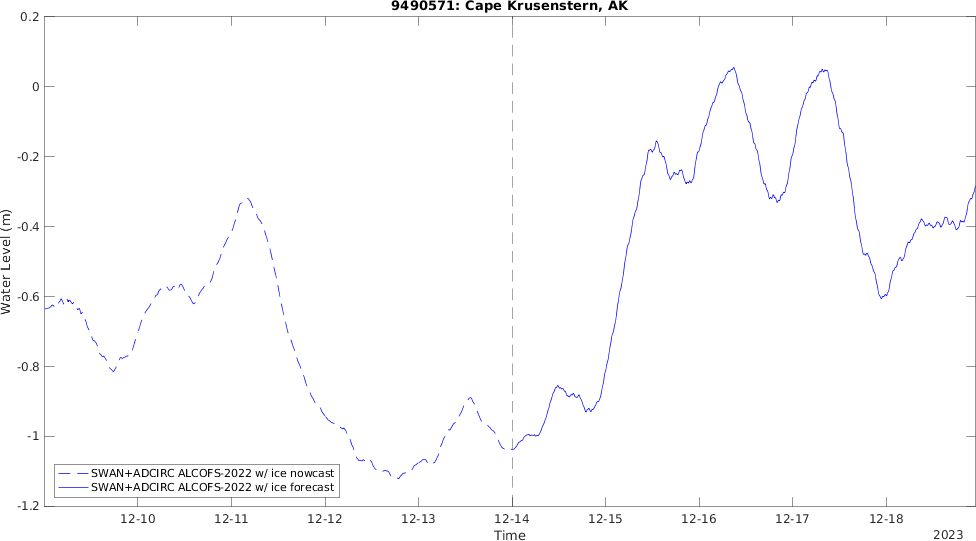 9490571: Cape Krusenstern, AK
0.2
0
-0.2
-0.4
-0.6
-0.8
-1
-1.2
Water Level (m)
SWAN+ADCIRC ALCOFS-2022 w/ ice nowcast
SWAN+ADCIRC ALCOFS-2022 w/ ice forecast
12-10 12-11 12-12 12-13 12-14 12-15 12-16 12-17 12-18
Time
2023